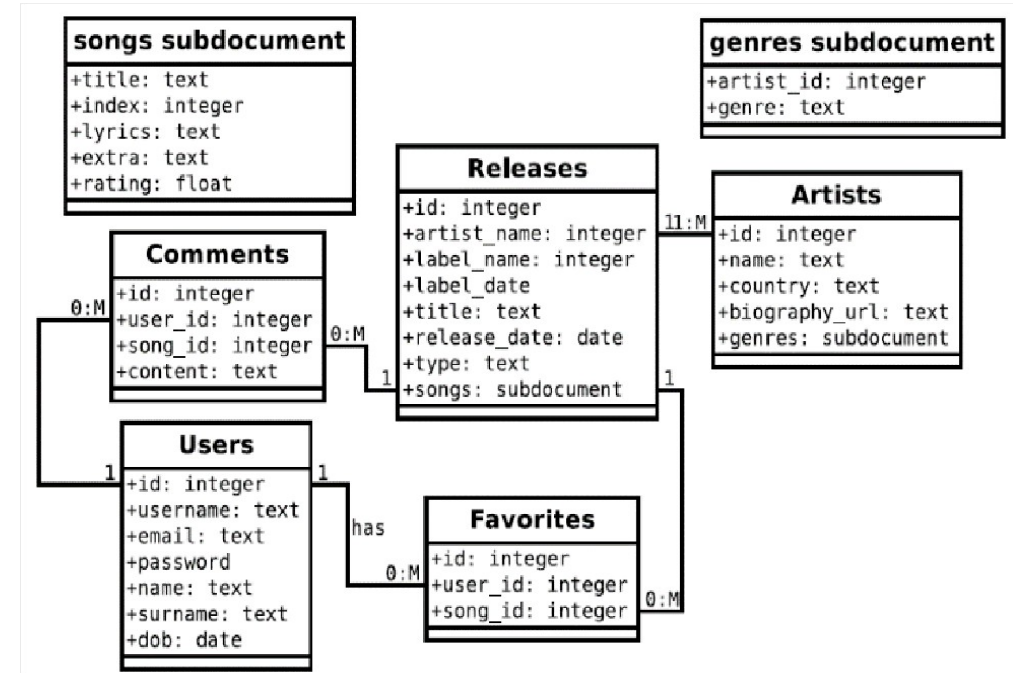 songs subdocument
+title: text
+index: integer
+lyrics: text
+extra: text
+rating: float
genres subdocument
+artist_id: integer
+genre: text
Releases
+id: integer
+artist_name: integer
+label_name: integer
+label_date
+title: text
+release_date: date
+type: text
+songs: subdocument
11:M
Artists
+id: integer
+name: text
+country: text
+biography_url: text
+genres: subdocument
Comments
+id: integer
+user_id: integer
+song_id: integer
+content: text
0:M
0:M
1
1
Users
+id: integer
+username: text
+email: text
+password
+name: text
+surname: text
+dob: date
1
1
has
0:M
Favorites
+id: integer
+user_id: integer
+song_id: integer
0:M